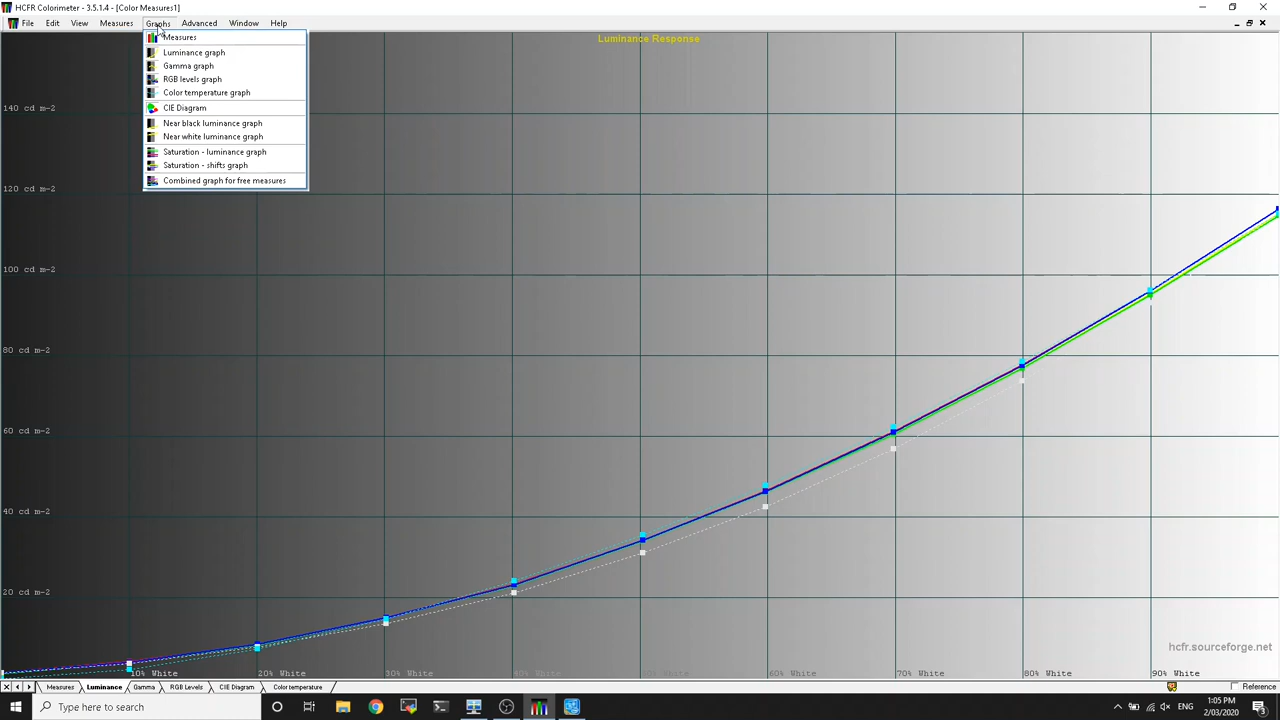 HCFR Colorimeter - 3.5.1.4 - [Color Measures1]
File Edit View Measures Graphs Advanced Window Help
Measures
Luminance Response
Luminance graph
Gamma graph
RGB levels graph
Color temperature graph
CIE Diagram
Near black luminance graph
Near white luminance graph
Saturation - luminance graph
Saturation - shifts graph
Combined graph for free measures
140 cd m-2
120 cd m-2
100 cd m-2
80 cd m-2
60 cd m-2
40 cd m-2
20 cd m-2
hcfr.sourceforge.net
10% White 20% White 30% White 40% White 50% White 60% White 70% White 80% White 90% White
Measures Luminance Gamma RGB Levels CIE Diagram Color temperature Reference
Type here to search
ENG
1:05 PM
2/03/2020
3